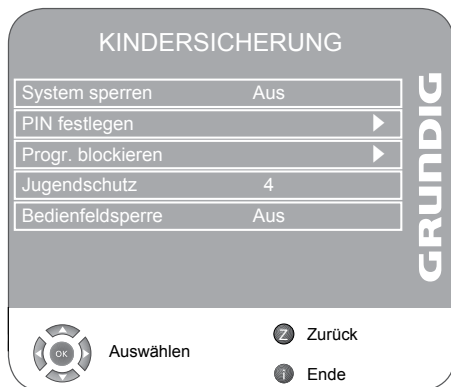 KINDERSICHERUNG
System sperren Aus
PIN festlegen
Progr. blockieren
Jugendschutz 4
Bedienfeldsperre Aus
GRUNDIG
OK Auswählen
Z Zurück
i Ende